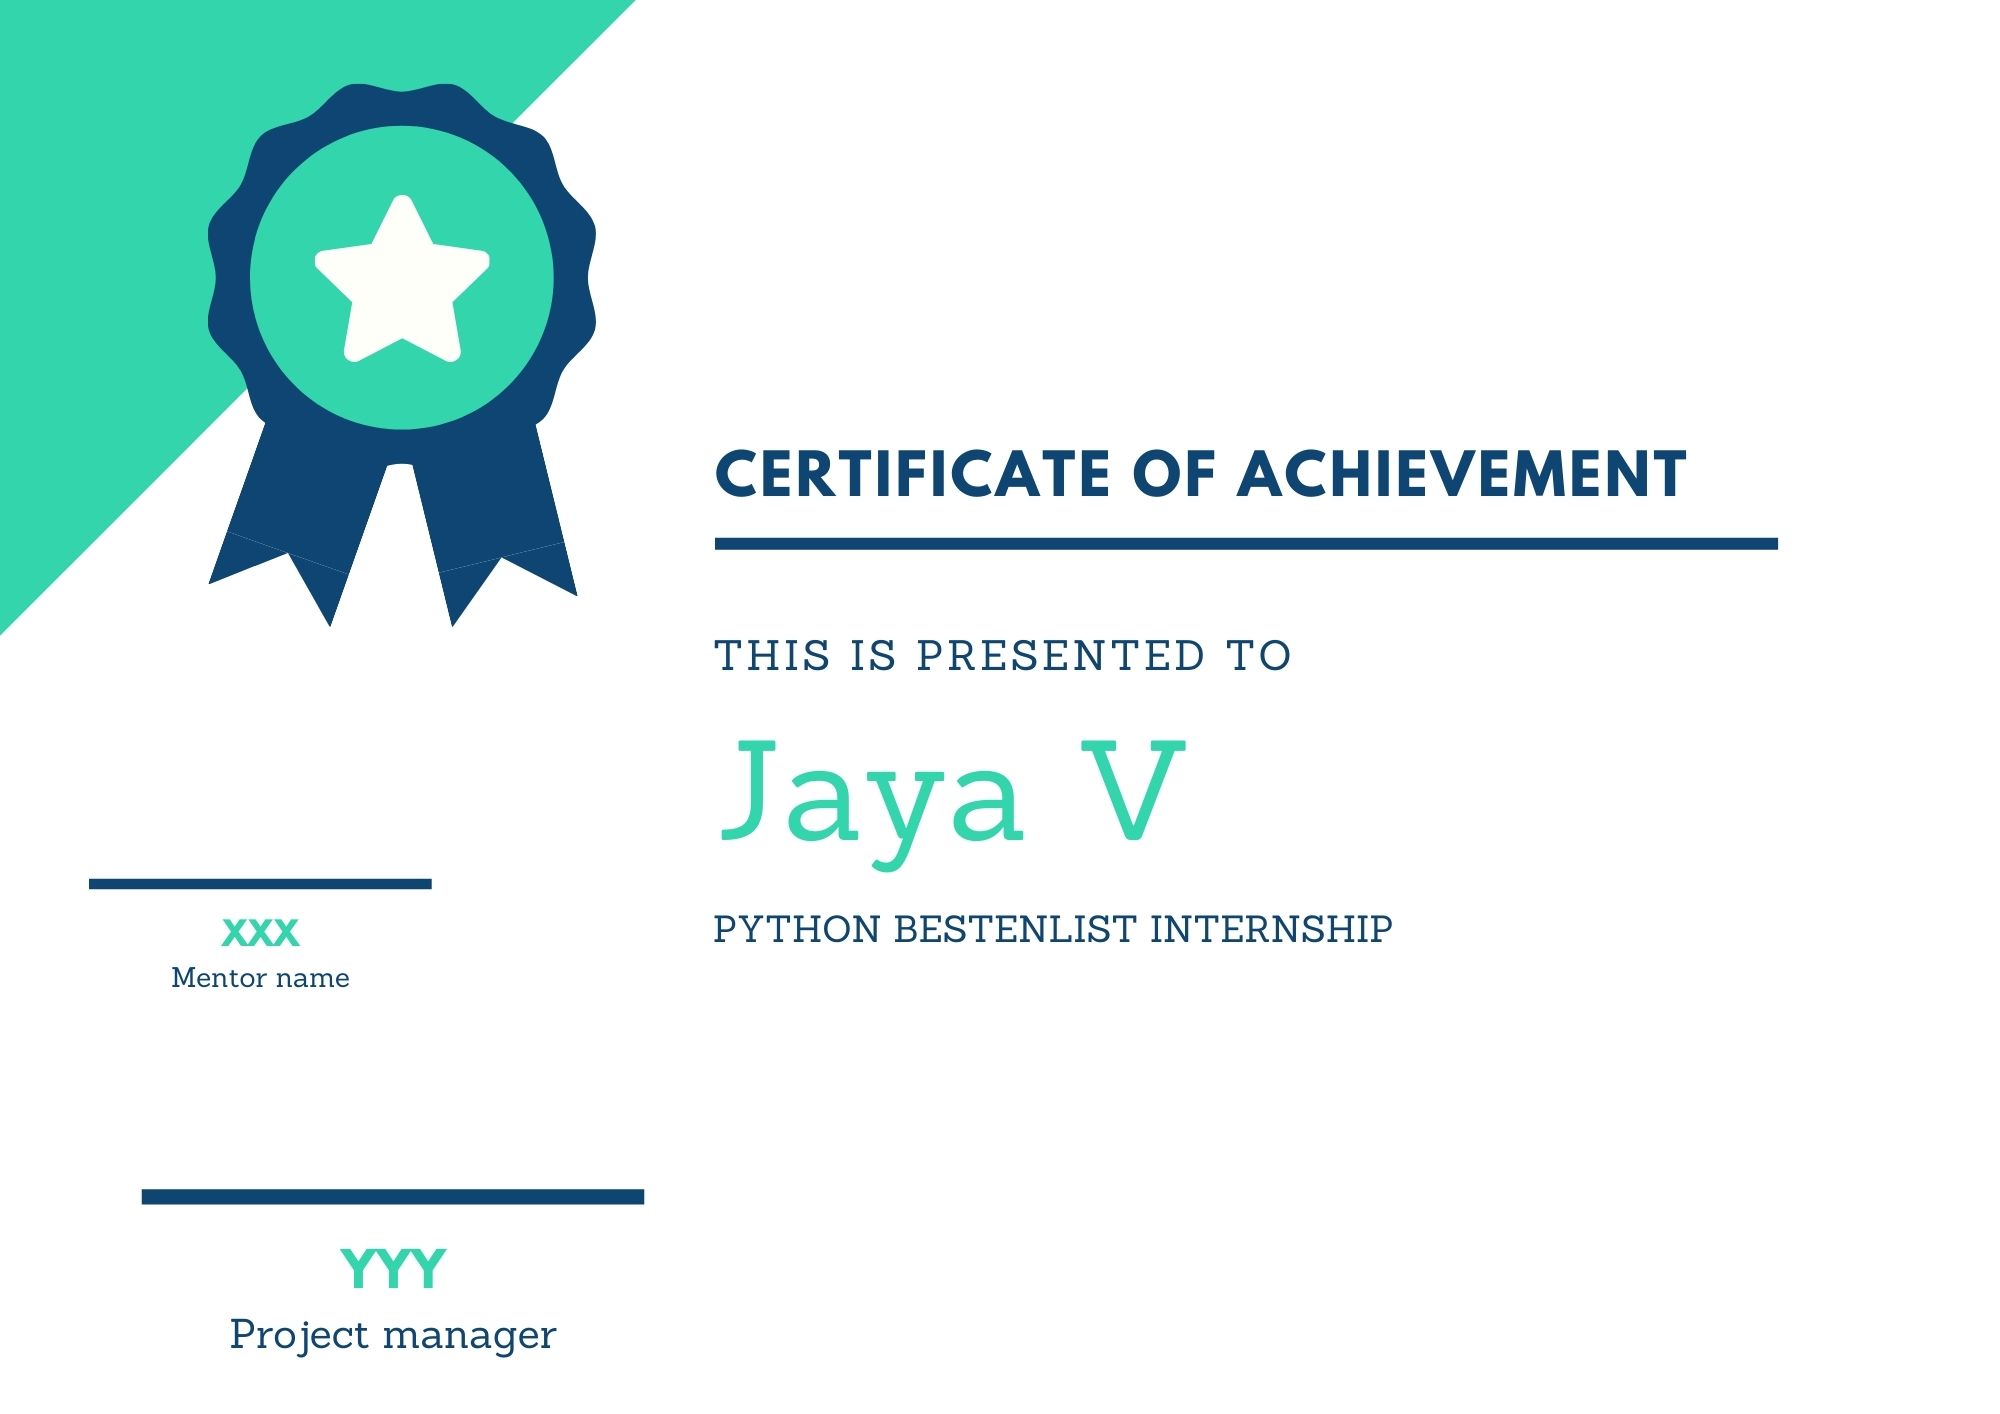 CERTIFICATE OF ACHIEVEMENT
THIS IS PRESENTED TO
Jaya V
PYTHON BESTENLIST INTERNSHIP
XXX
Mentor name
YYY
Project manager